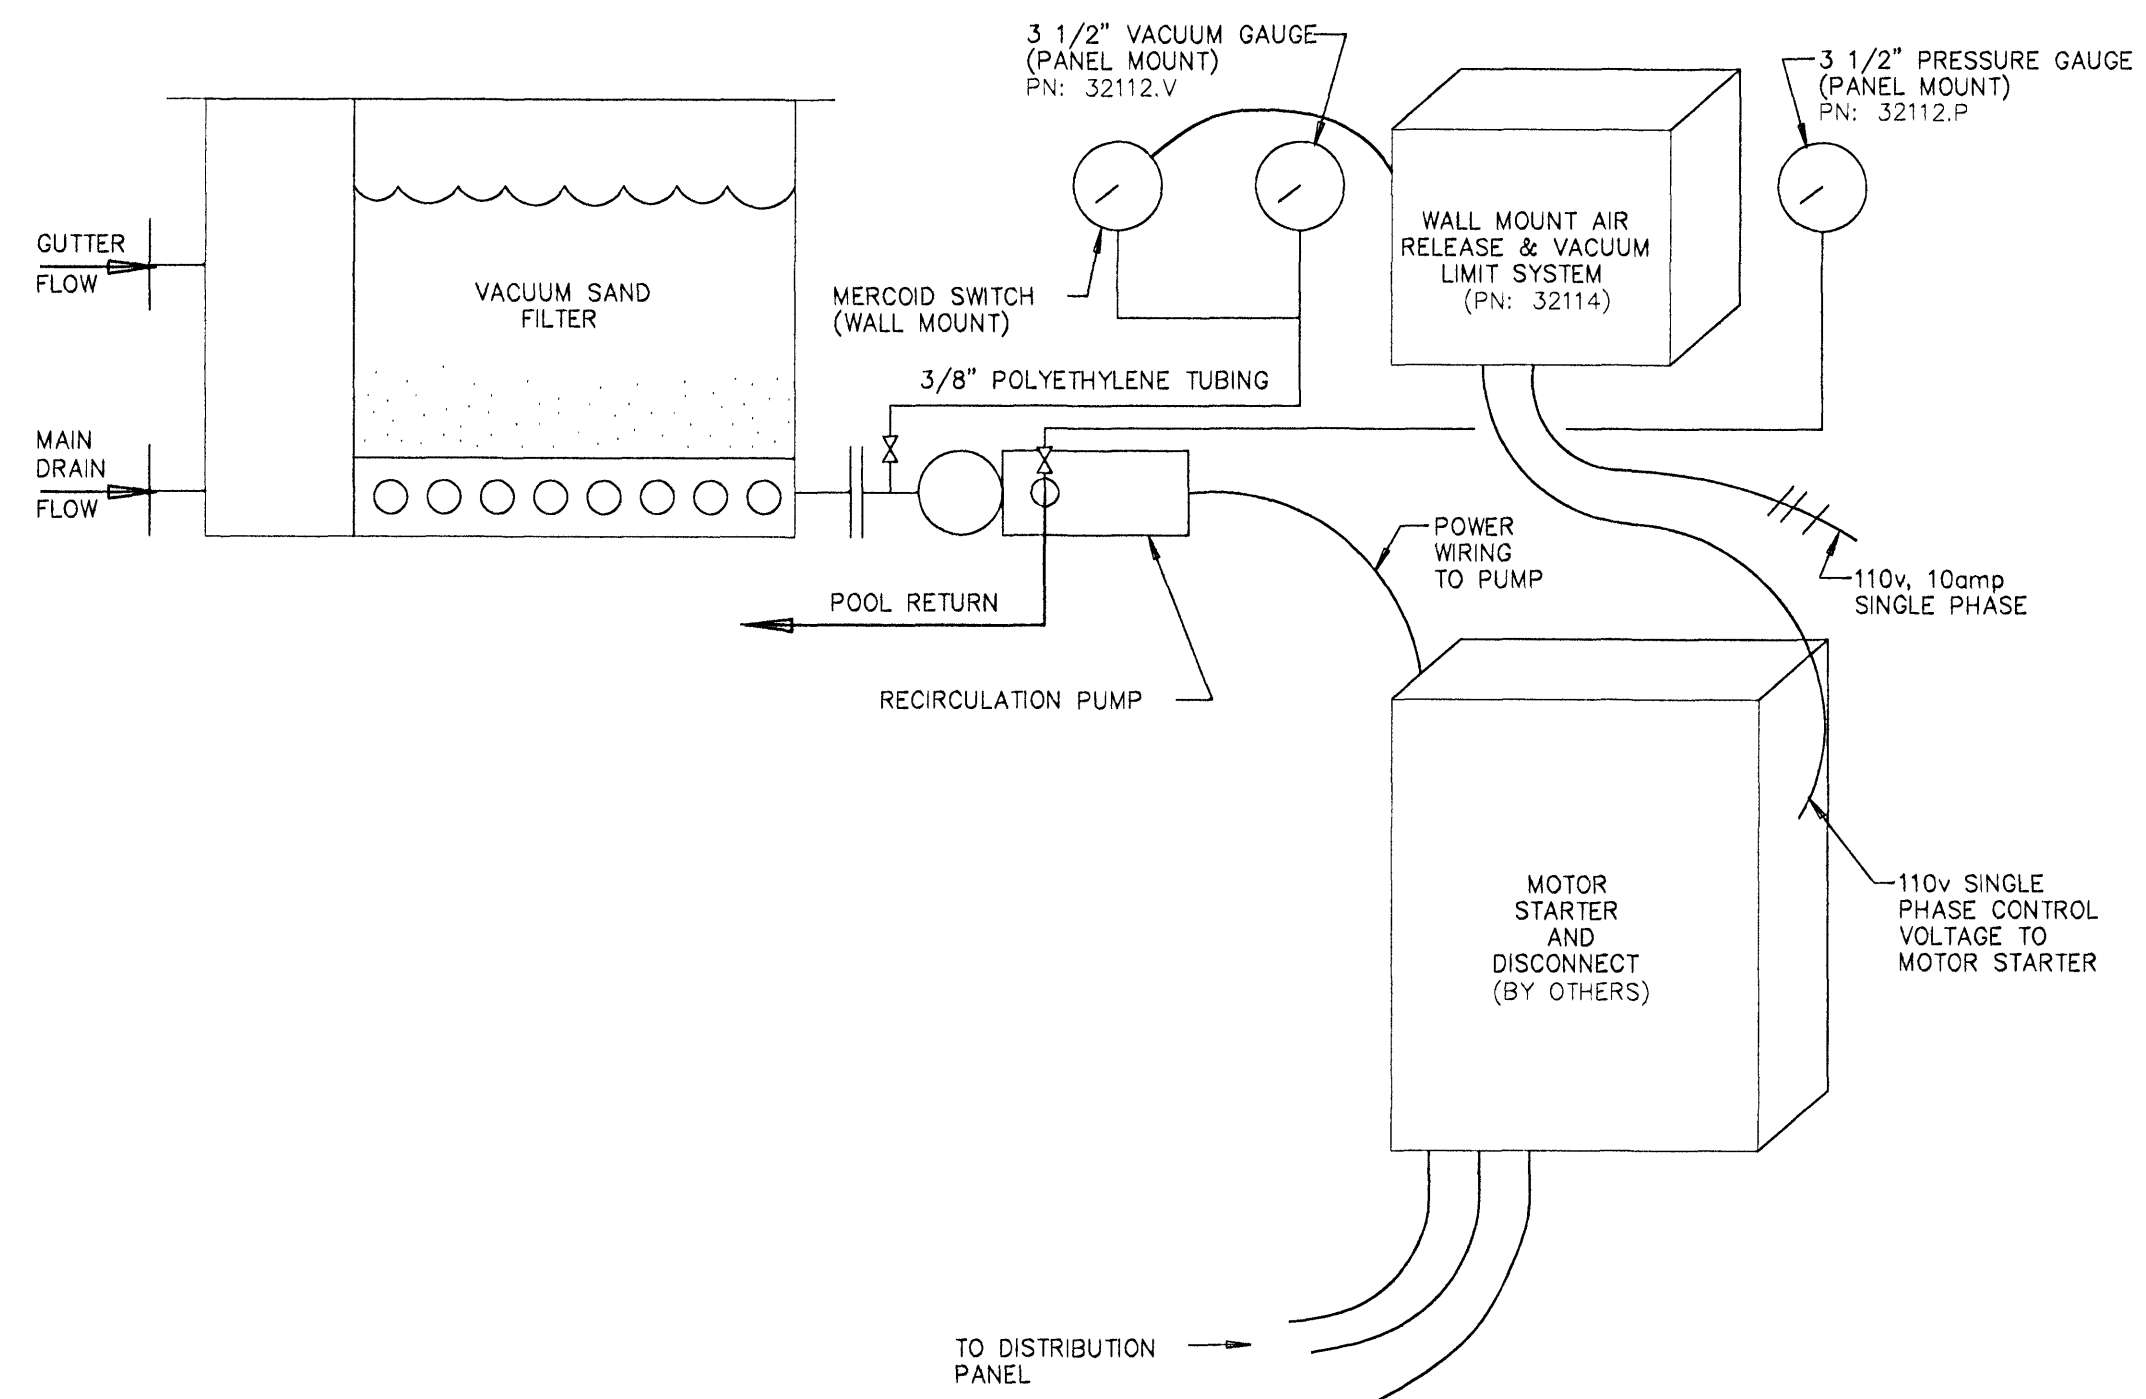 3 1/2" VACUUM GAUGE
(PANEL MOUNT)
PN: 32112.V
3 1/2" PRESSURE GAUGE
(PANEL MOUNT)
PN: 32112.P
GUTTER
FLOW
VACUUM SAND
FILTER
MERCOID SWITCH
(WALL MOUNT)
WALL MOUNT AIR
RELEASE & VACUUM
LIMIT SYSTEM
(PN: 32114)
3/8" POLYETHYLENE TUBING
MAIN
DRAIN
FLOW
POWER
WIRING
TO PUMP
110v, 10amp
SINGLE PHASE
POOL RETURN
RECIRCULATION PUMP
MOTOR
STARTER
AND
DISCONNECT
(BY OTHERS)
110v SINGLE
PHASE CONTROL
VOLTAGE TO
MOTOR STARTER
TO DISTRIBUTION
PANEL